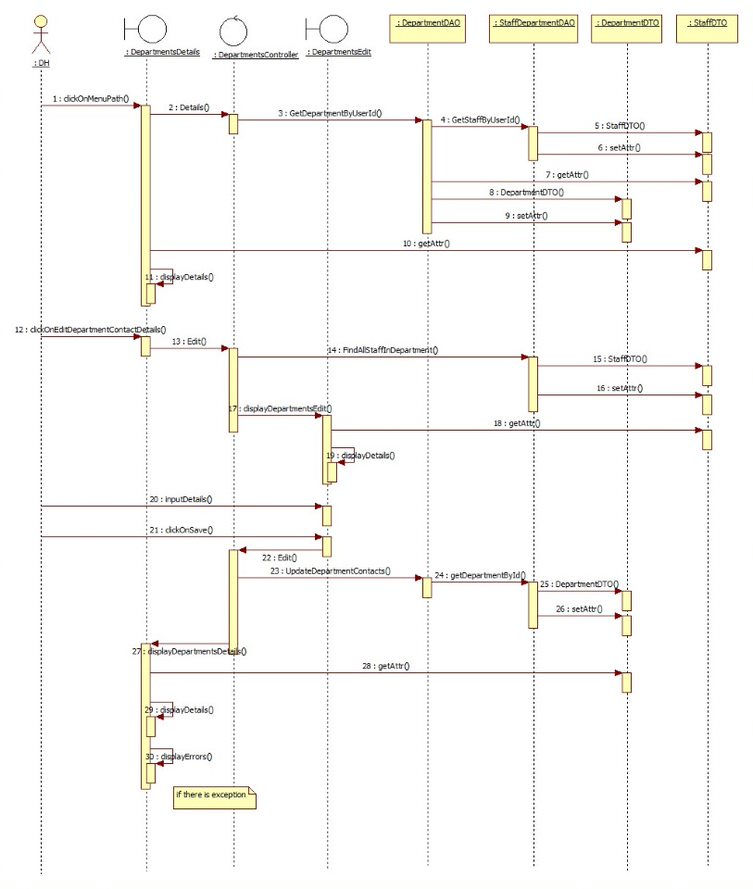 : DH
: DepartmentsDetails
: DepartmentsController
: DepartmentsEdit
: DepartmentDAO
: StaffDepartmentDAO
: DepartmentDTO
: StaffDTO
1 : clickOnMenuPath()
2 : Details()
3 : GetDepartmentByUserId()
4 : GetStaffByUserId()
5 : StaffDTO()
6 : setAttr()
7 : getAttr()
8 : DepartmentDTO()
9 : setAttr()
10 : getAttr()
11 : displayDetails()
12 : clickOnEditDepartmentContactDetails()
13 : Edit()
14 : FindAllStaffInDepartment()
15 : StaffDTO()
16 : setAttr()
17 : displayDepartmentsEdit()
18 : getAttr()
19 : displayDetails()
20 : inputDetails()
21 : clickOnSave()
22 : Edit()
23 : UpdateDepartmentContacts()
24 : getDepartmentById()
25 : DepartmentDTO()
26 : setAttr()
27 : displayDepartmentsDetails()
28 : getAttr()
29 : displayDetails()
30 : displayErrors()
if there is exception